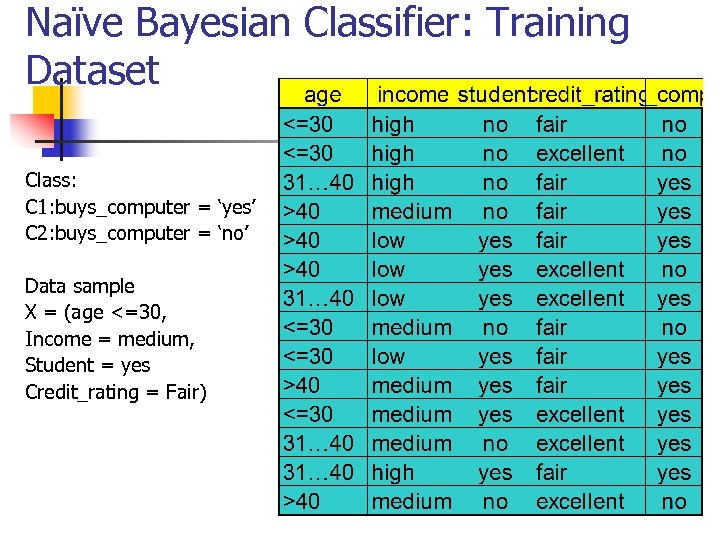 Naïve Bayesian Classifier: Training
Dataset
Class:
C1:buys_computer = ‘yes’
C2:buys_computer = ‘no’
Data sample
X = (age <=30,
Income = medium,
Student = yes
Credit_rating = Fair)
age income student credit_rating _comp
<=30 high no fair no
<=30 high no excellent no
31…40 high no fair yes
>40 medium no fair yes
>40 low yes fair yes
>40 low yes excellent no
31…40 low yes excellent yes
<=30 medium no fair no
<=30 low yes fair yes
>40 medium yes fair yes
<=30 medium yes excellent yes
31…40 medium no excellent yes
31…40 high yes fair yes
>40 medium no excellent no